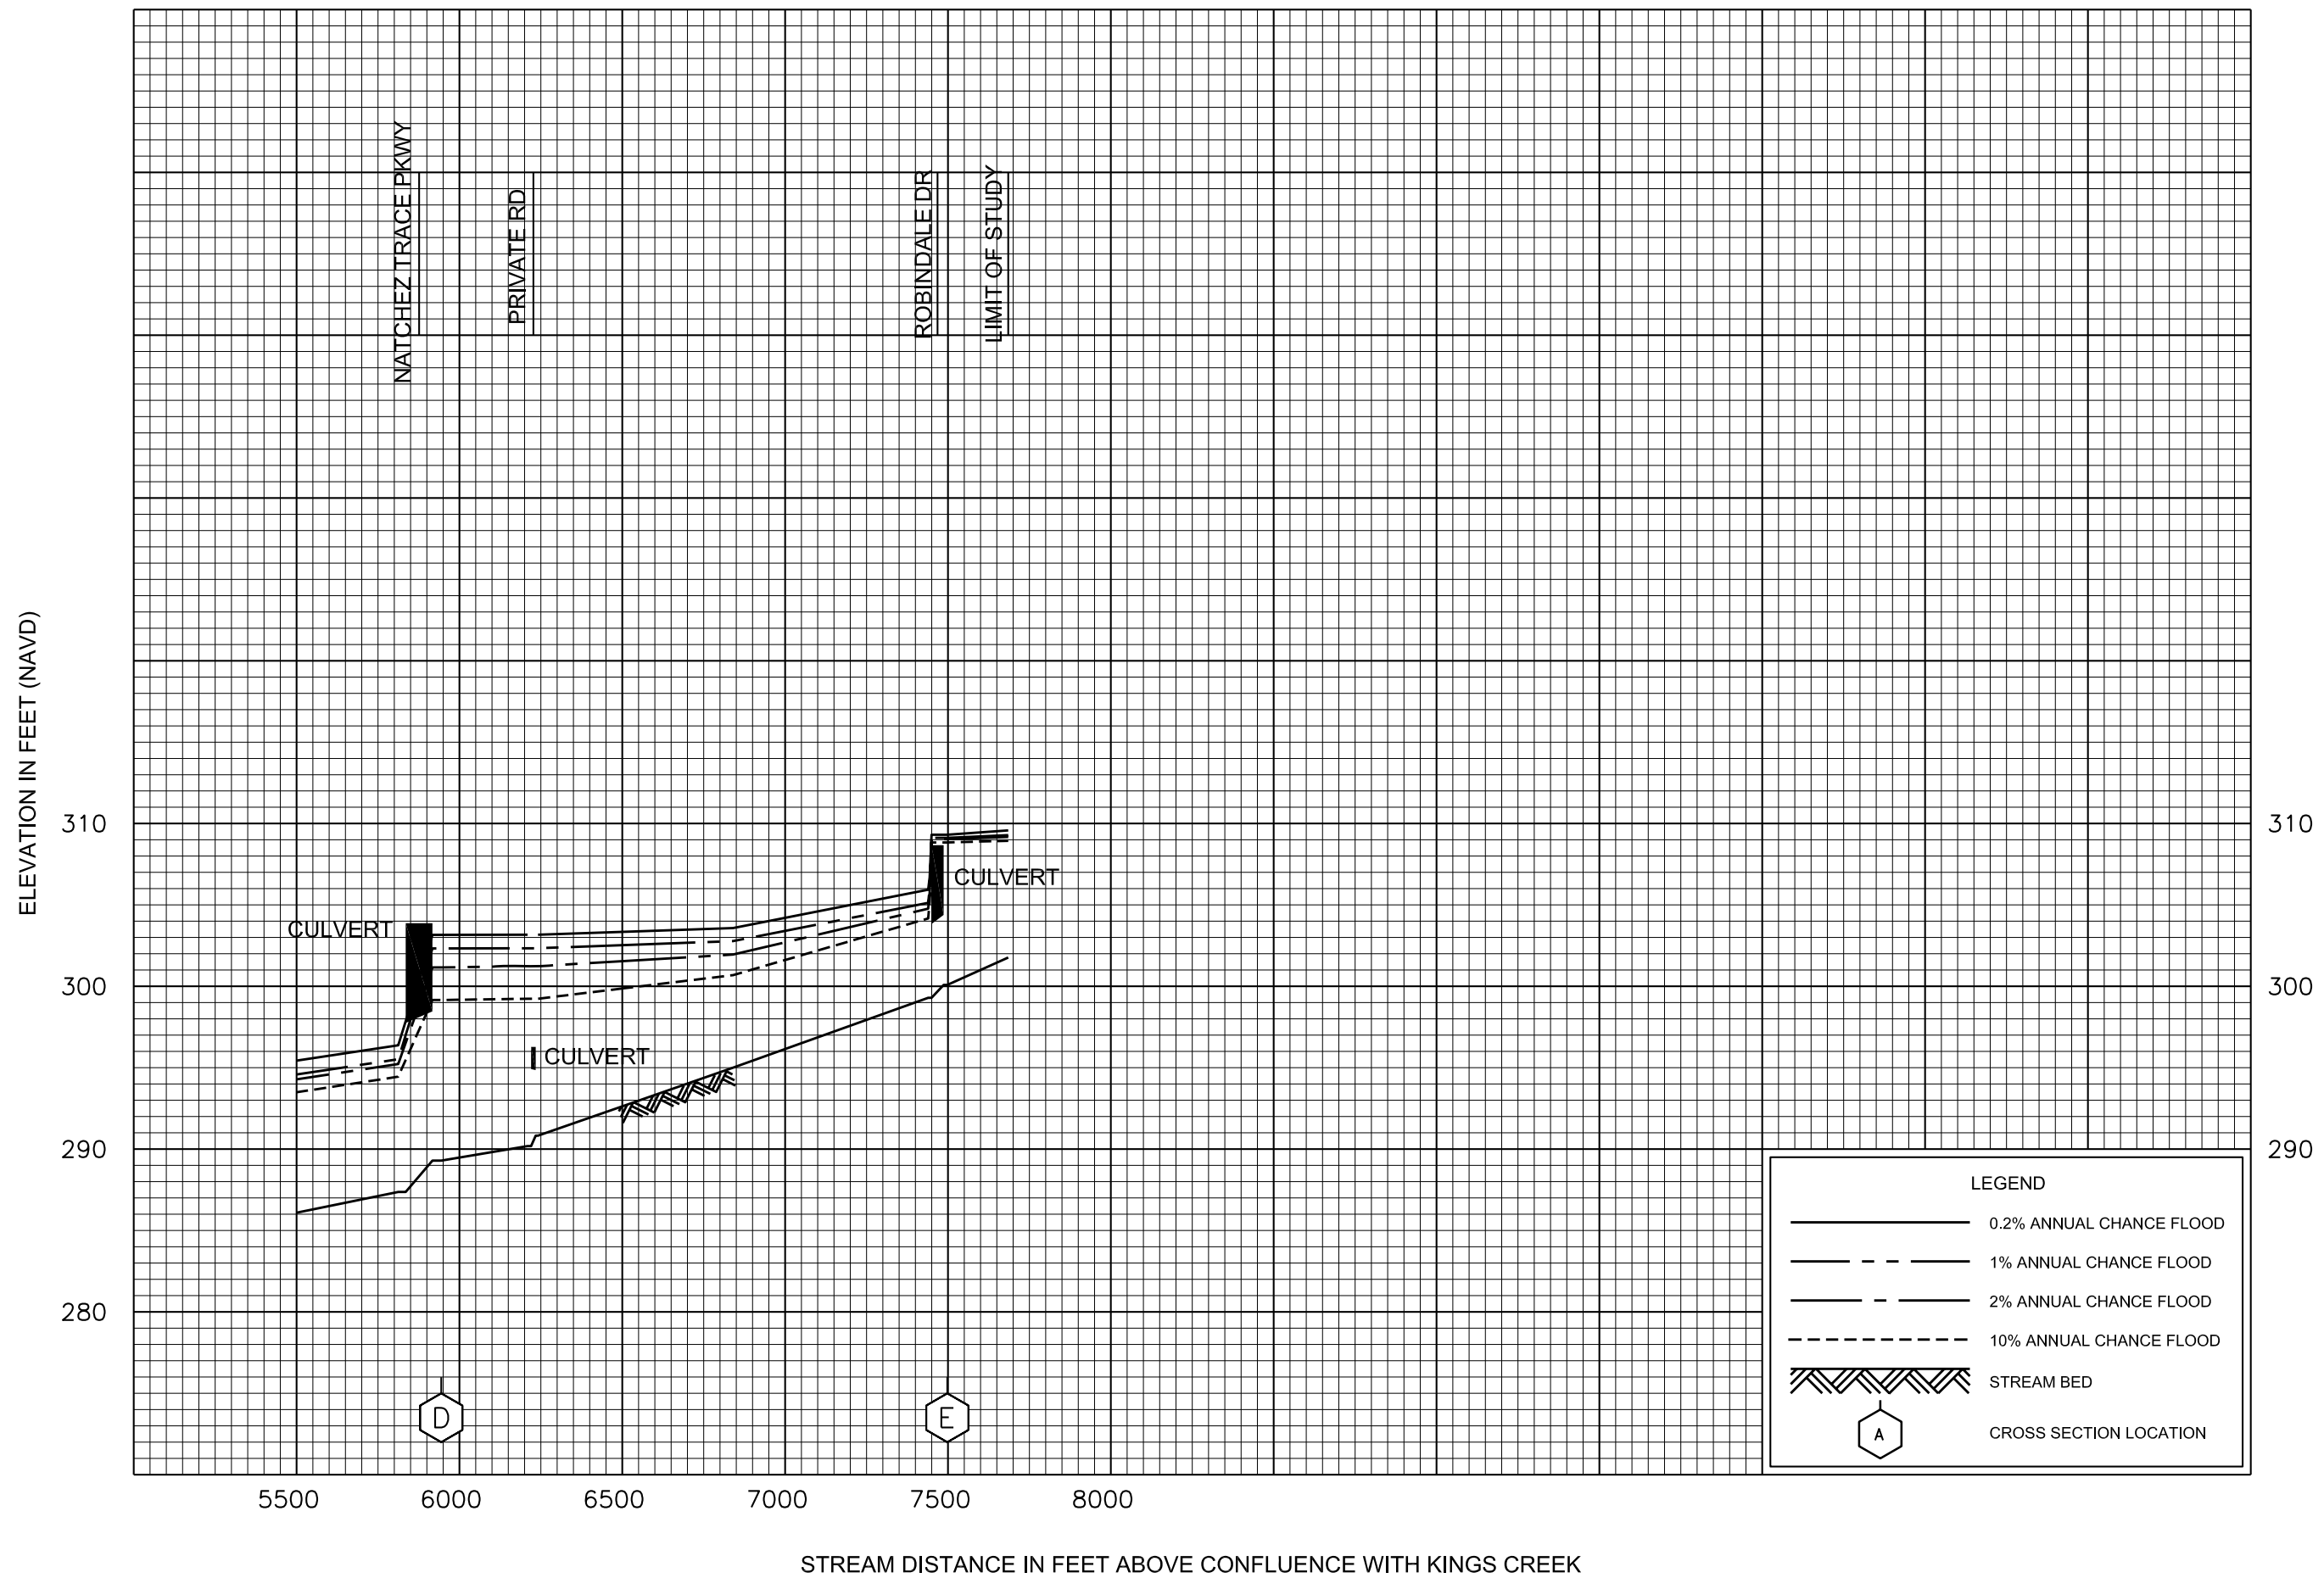 NATCHEZ TRACE PKWY
PRIVATE RD
ROBINDALE DR
LIMIT OF STUDY
ELEVATION IN FEET (NAVD)
310
310
CULVERT
CULVERT
300
300
CULVERT
290
290
280
LEGEND
0.2% ANNUAL CHANCE FLOOD
1% ANNUAL CHANCE FLOOD
2% ANNUAL CHANCE FLOOD
10% ANNUAL CHANCE FLOOD
STREAM BED
A
CROSS SECTION LOCATION
D
E
5500
6000
6500
7000
7500
8000
STREAM DISTANCE IN FEET ABOVE CONFLUENCE WITH KINGS CREEK